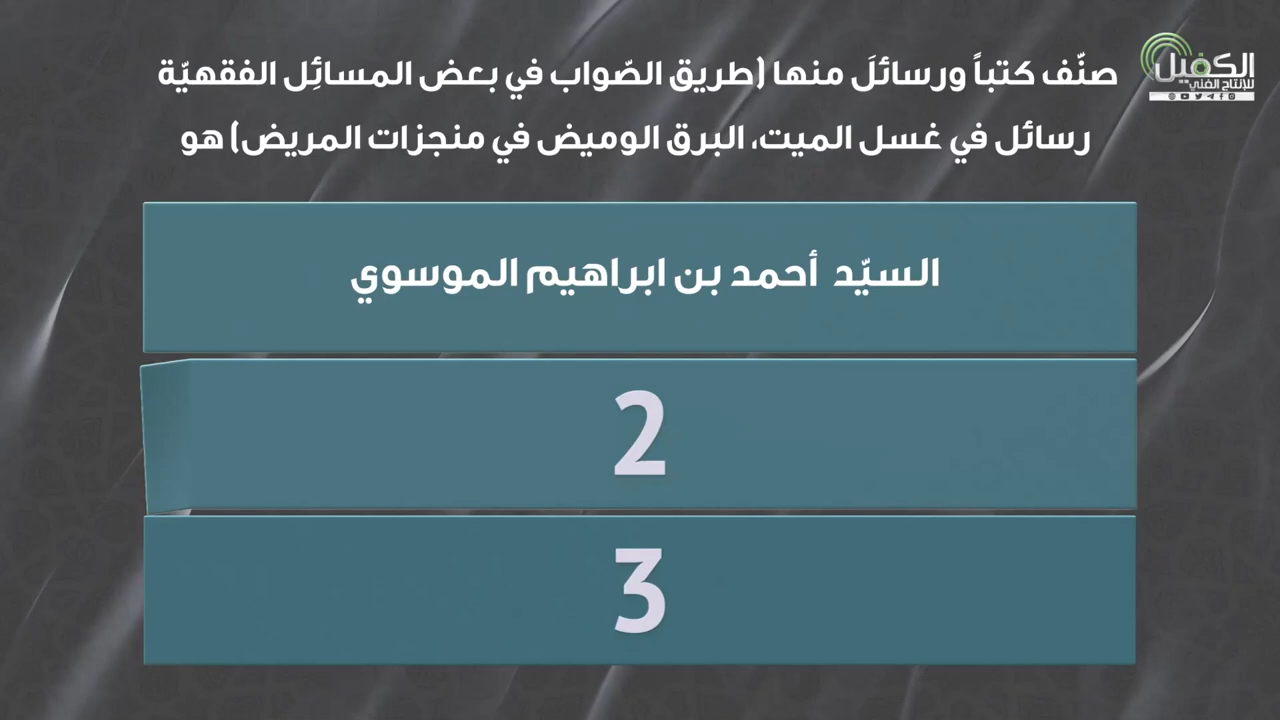 صنّف كتباً ورسائلَ منها (طريق الصّواب في بعض المسائِل الفقهيّة
رسائل في غسل الميت، البرق الوميض في منجزات المريض) هو
السيّد أحمد بن ابراهيم الموسوي
2
3
الكفيل
للإنتاج الفني